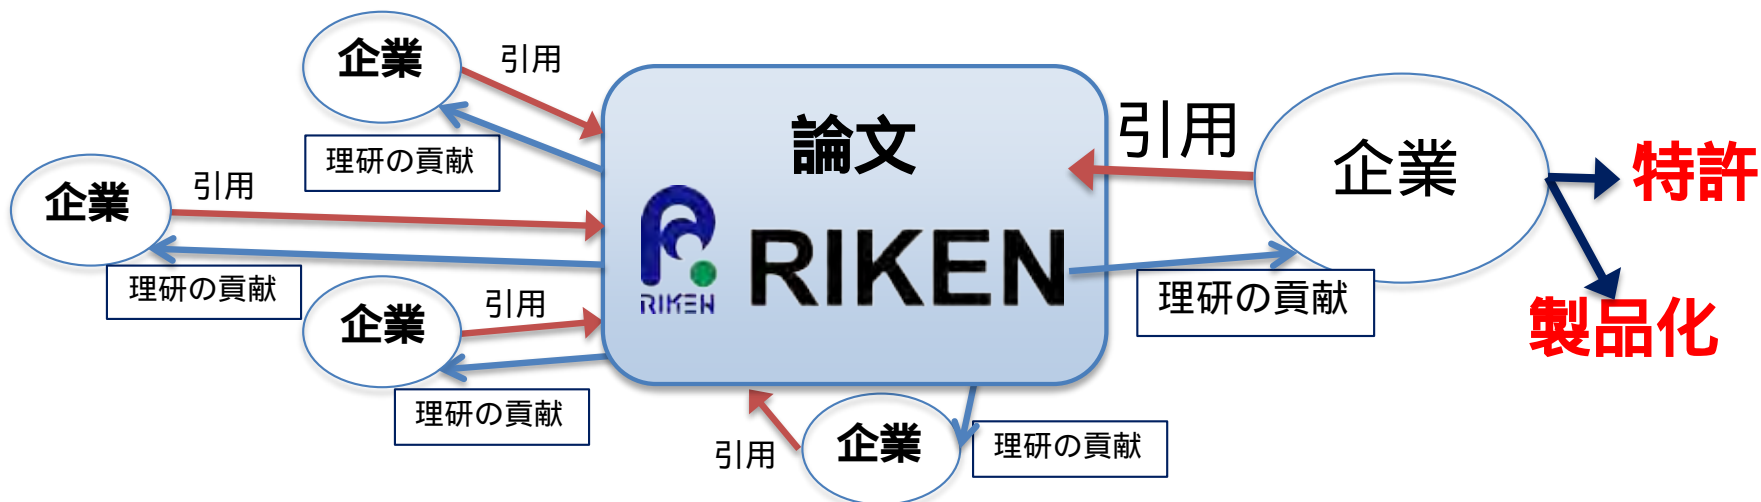 企業
引用
理研の貢献
企業
引用
理研の貢献
企業
引用
理研の貢献
論文
RIKEN
RIKEN
引用
企業
理研の貢献
特許
製品化
引用
企業
理研の貢献